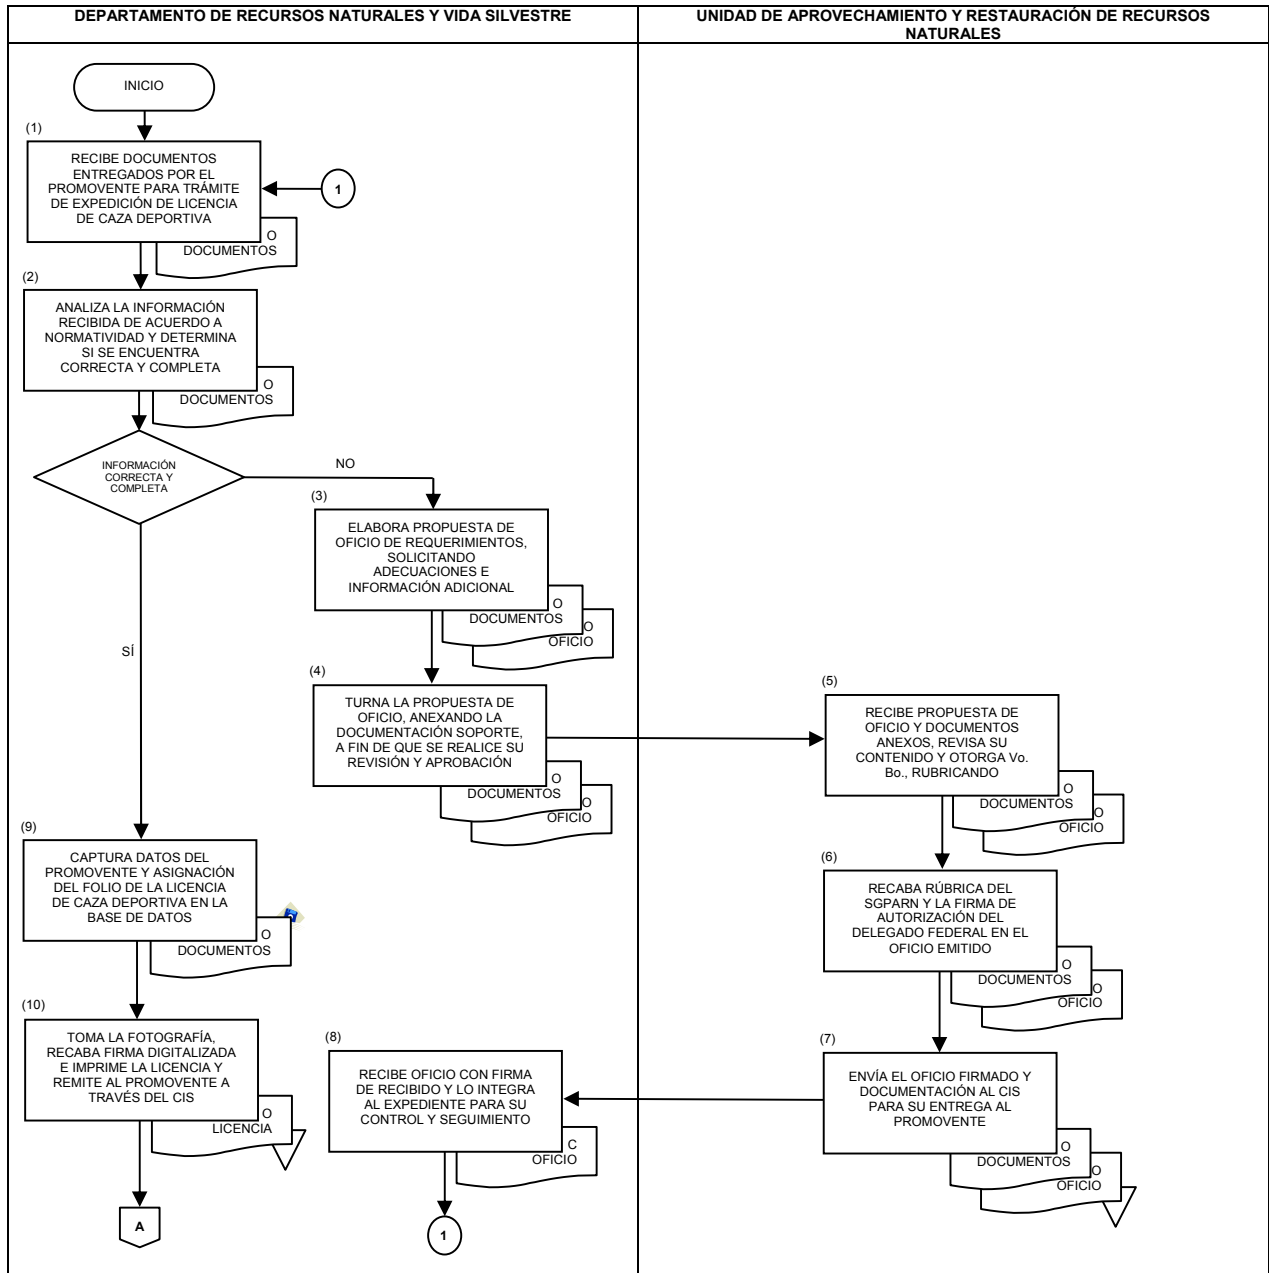 DEPARTAMENTO DE RECURSOS NATURALES Y VIDA SILVESTRE
UNIDAD DE APROVECHAMIENTO Y RESTAURACIÓN DE RECURSOS
NATURALES
INICIO
(1)
RECIBE DOCUMENTOS
ENTREGADOS POR EL
PROMOVENTE PARA TRÁMITE
DE EXPEDICIÓN DE LICENCIA
DE CAZA DEPORTIVA
1
O
DOCUMENTOS
(2)
ANALIZA LA INFORMACIÓN
RECIBIDA DE ACUERDO A
NORMATIVIDAD Y DETERMINA
SI SE ENCUENTRA
CORRECTA Y COMPLETA
O
DOCUMENTOS
INFORMACIÓN
CORRECTA Y
COMPLETA
NO
SÍ
(3)
ELABORA PROPUESTA DE
OFICIO DE REQUERIMIENTOS,
SOLICITANDO
ADECUACIONES E
INFORMACIÓN ADICIONAL
O
DOCUMENTOS
O
OFICIO
(4)
TURNA LA PROPUESTA DE
OFICIO, ANEXANDO LA
DOCUMENTACIÓN SOPORTE,
A FIN DE QUE SE REALICE SU
REVISIÓN Y APROBACIÓN
O
DOCUMENTOS
O
OFICIO
(5)
RECIBE PROPUESTA DE
OFICIO Y DOCUMENTOS
ANEXOS, REVISA SU
CONTENIDO Y OTORGA Vo.
Bo., RUBRICANDO
O
DOCUMENTOS
O
OFICIO
(6)
RECABA RÚBRICA DEL
SGPARN Y LA FIRMA DE
AUTORIZACIÓN DEL
DELEGADO FEDERAL EN EL
OFICIO EMITIDO
O
DOCUMENTOS
O
OFICIO
(7)
ENVÍA EL OFICIO FIRMADO Y
DOCUMENTACIÓN AL CIS
PARA SU ENTREGA AL
PROMOVENTE
O
DOCUMENTOS
O
OFICIO
(8)
RECIBE OFICIO CON FIRMA
DE RECIBIDO Y LO INTEGRA
AL EXPEDIENTE PARA SU
CONTROL Y SEGUIMIENTO
C
OFICIO
1
(9)
CAPTURA DATOS DEL
PROMOVENTE Y ASIGNACIÓN
DEL FOLIO DE LA LICENCIA
DE CAZA DEPORTIVA EN LA
BASE DE DATOS
O
DOCUMENTOS
(10)
TOMA LA FOTOGRAFÍA,
RECABA FIRMA DIGITALIZADA
E IMPRIME LA LICENCIA Y
REMITE AL PROMOVENTE A
TRAVÉS DEL CIS
O
LICENCIA
A